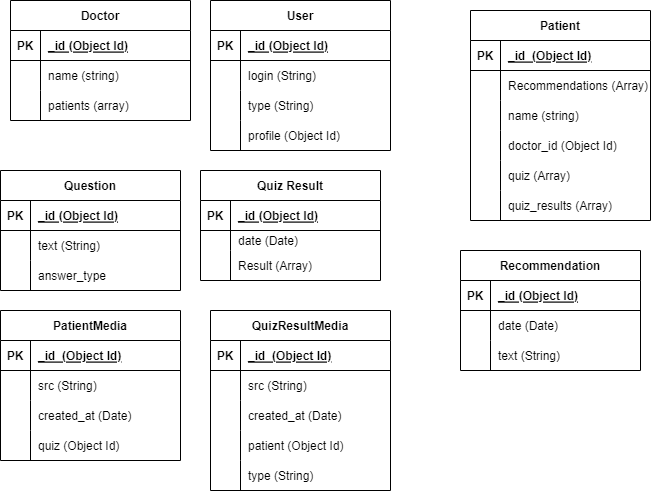 Doctor
PK _id (Object Id)
name (string)
patients (array)
User
PK _id (Object Id)
login (String)
type (String)
profile (Object Id)
Patient
PK _id (Object Id)
Recommendations (Array)
name (string)
doctor_id (Object Id)
quiz (Array)
quiz_results (Array)
Question
PK _id (Object Id)
text (String)
answer_type
Quiz Result
PK _id (Object Id)
date (Date)
Result (Array)
Recommendation
PK _id (Object Id)
date (Date)
text (String)
PatientMedia
PK _id (Object Id)
src (String)
created_at (Date)
quiz (Object Id)
QuizResultMedia
PK _id (Object Id)
src (String)
created_at (Date)
patient (Object Id)
type (String)